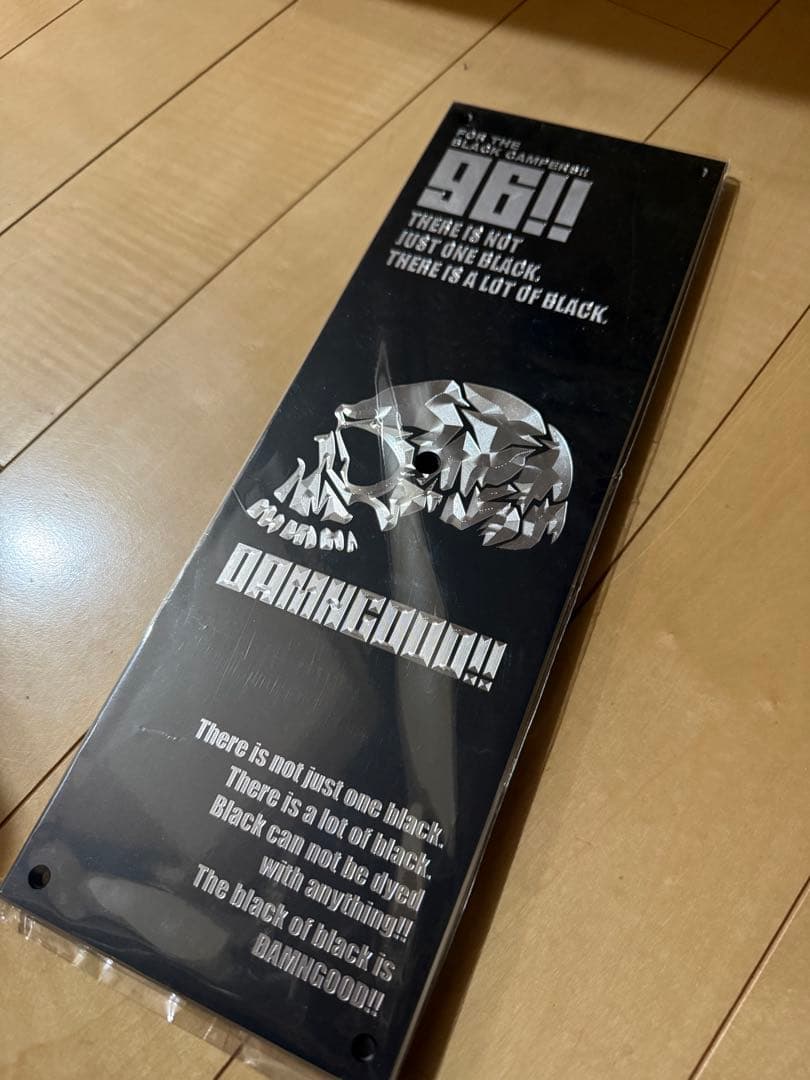 FOR THE
BLACK CAMPERS!!
96!!
THERE IS NOT
JUST ONE BLACK.
THERE IS A LOT OF BLACK.
DAMNGOOD!!
There is not just one black.
There is a lot of black.
Black can not be dyed
with anything!!
The black of black is
DAMNGOOD!!